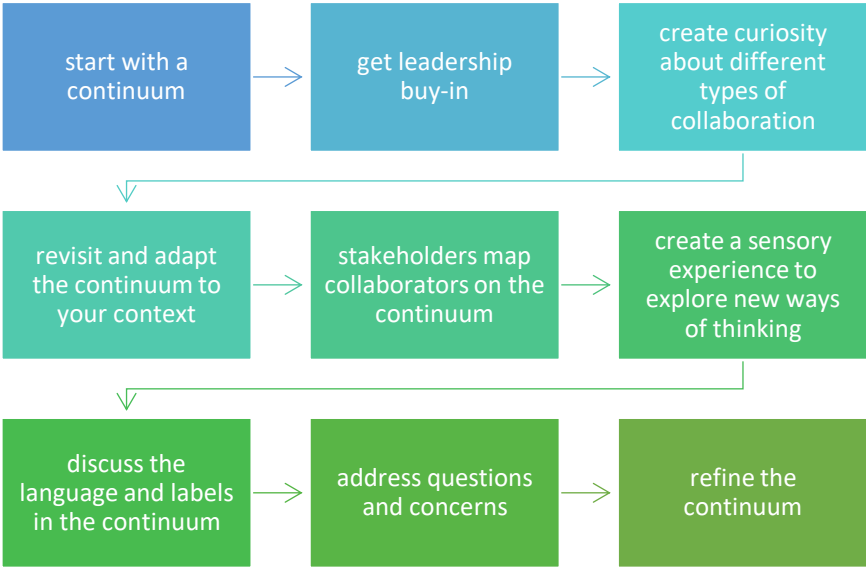 start with a
continuum
get leadership
buy-in
create curiosity
about different
types of
collaboration
revisit and adapt
the continuum to
your context
stakeholders map
collaborators on the
continuum
create a sensory
experience to
explore new ways
of thinking
discuss the
language and labels
in the continuum
address questions
and concerns
refine the
continuum